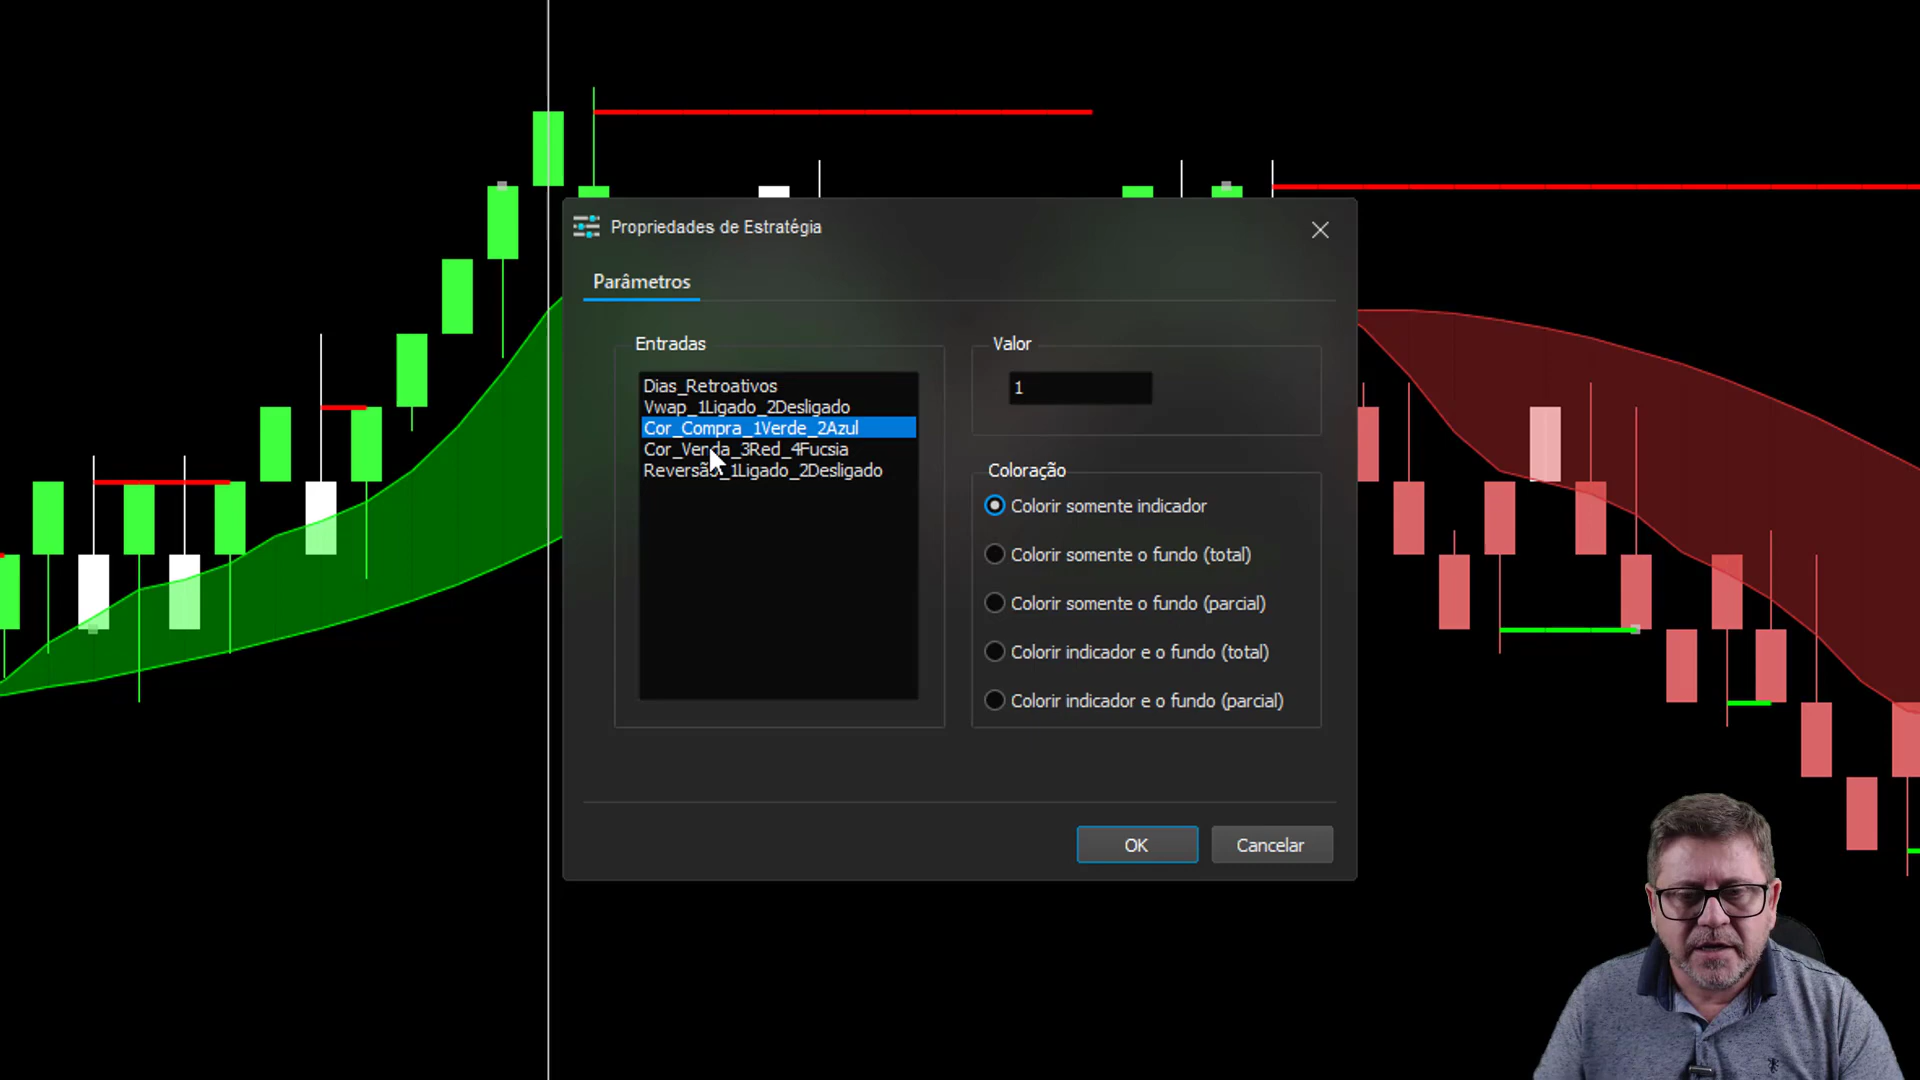 Propriedades de Estratégia
Parâmetros
Entradas
Dias_Retroativos
Vwap_1Ligado_2Desligado
Cor_Compra_1Verde_2Azul
Cor_Venda_3Red_4Fucsia
Reversão_1Ligado_2Desligado
Valor
1
Coloração
Colorir somente indicador
Colorir somente o fundo (total)
Colorir somente o fundo (parcial)
Colorir indicador e o fundo (total)
Colorir indicador e o fundo (parcial)
OK
Cancelar